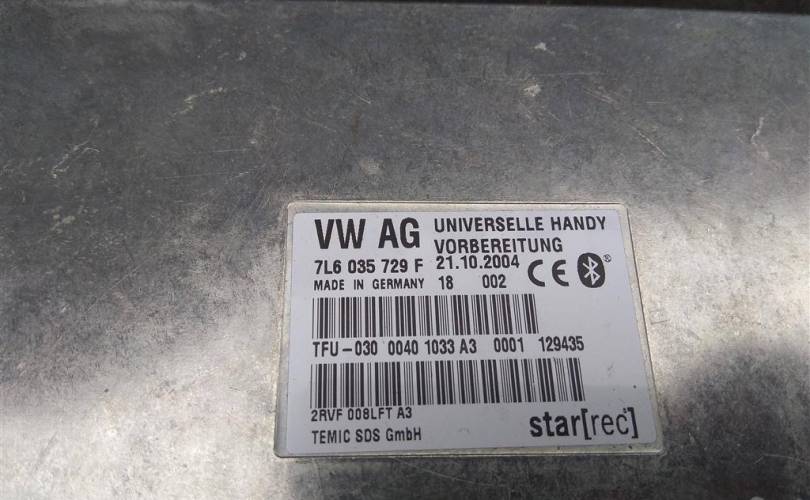 VW AG UNIVERSELLE HANDY
VORBEREITUNG
7L6 035 729 F 21.10.2004
MADE IN GERMANY 18 002 CE
TFU-030 0040 1033 A3 0001 129435
2RVF 008LFT A3
TEMIC SDS GmbH star[rec]